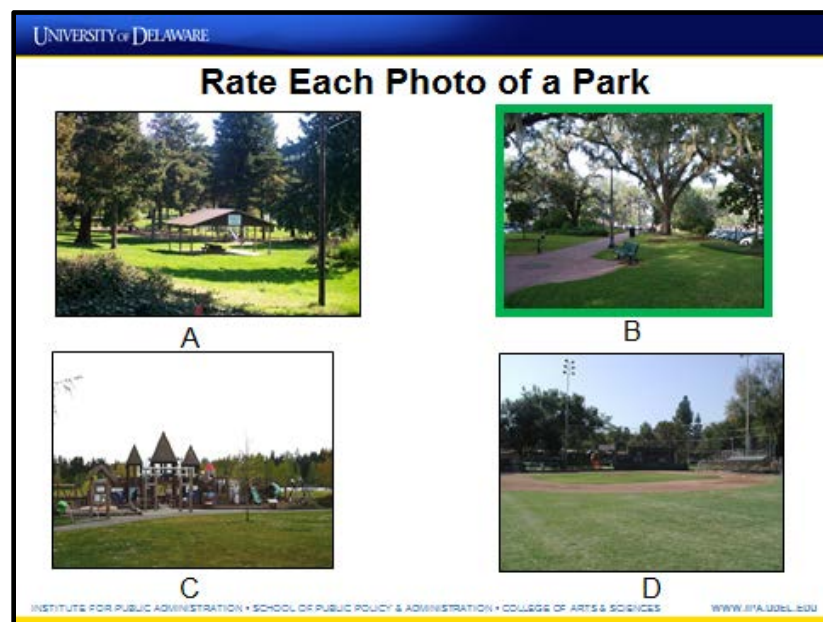 UNIVERSITY OF DELAWARE
Rate Each Photo of a Park
A
B
C
D
INSTITUTE FOR PUBLIC ADMINISTRATION • SCHOOL OF PUBLIC POLICY & ADMINISTRATION • COLLEGE OF ARTS & SCIENCES WWW.IPA.UDEL.EDU